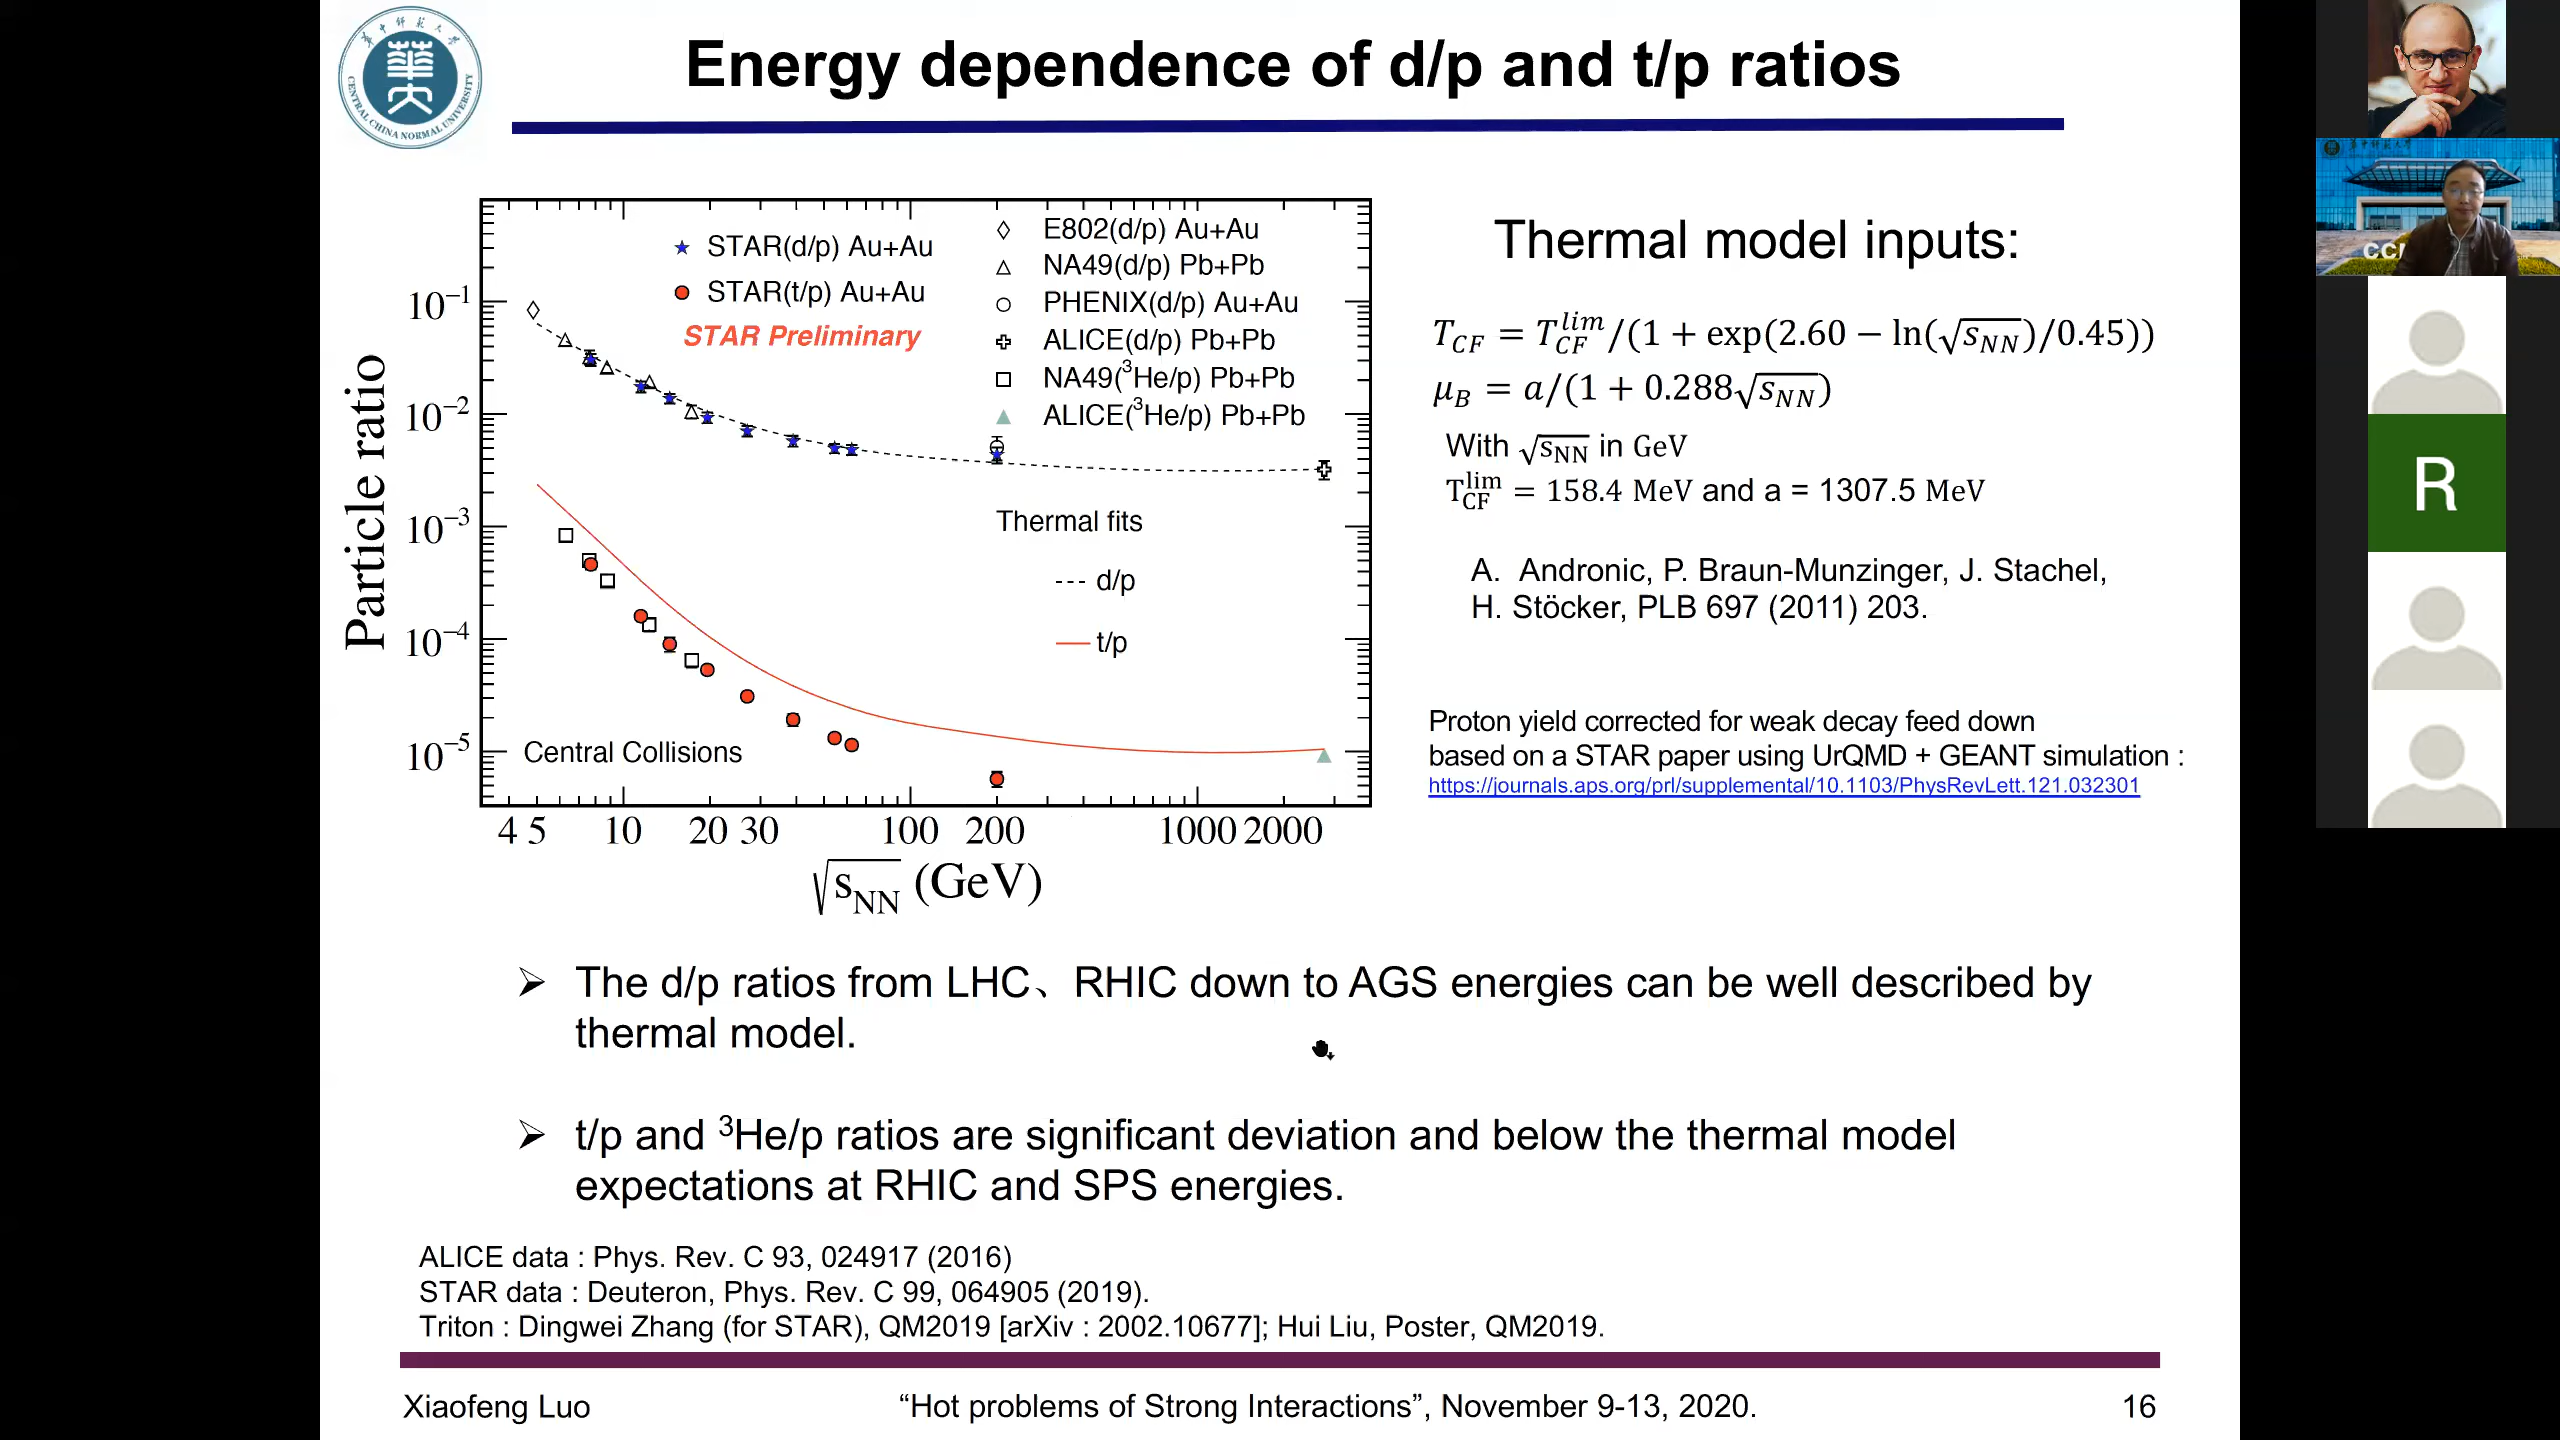 華中師範大學
CENTRAL CHINA NORMAL UNIVERSITY
Energy dependence of d/p and t/p ratios
STAR(d/p) Au+Au
STAR(t/p) Au+Au
STAR Preliminary
E802(d/p) Au+Au
NA49(d/p) Pb+Pb
PHENIX(d/p) Au+Au
ALICE(d/p) Pb+Pb
NA49(³He/p) Pb+Pb
ALICE(³He/p) Pb+Pb
Thermal fits
d/p
t/p
Central Collisions
Particle ratio
10⁻¹
10⁻²
10⁻³
10⁻⁴
10⁻⁵
4 5 10 20 30 100 200 1000 2000
√s_NN (GeV)
Thermal model inputs:
T_CF = T_CF^lim/(1 + exp(2.60 − ln(√s_NN)/0.45))
μ_B = a/(1 + 0.288√s_NN)
With √s_NN in GeV
T_CF^lim = 158.4 MeV and a = 1307.5 MeV
A. Andronic, P. Braun-Munzinger, J. Stachel,
H. Stöcker, PLB 697 (2011) 203.
Proton yield corrected for weak decay feed down
based on a STAR paper using UrQMD + GEANT simulation :
https://journals.aps.org/prl/supplemental/10.1103/PhysRevLett.121.032301
➢ The d/p ratios from LHC、RHIC down to AGS energies can be well described by
thermal model.
➢ t/p and ³He/p ratios are significant deviation and below the thermal model
expectations at RHIC and SPS energies.
ALICE data : Phys. Rev. C 93, 024917 (2016)
STAR data : Deuteron, Phys. Rev. C 99, 064905 (2019).
Triton : Dingwei Zhang (for STAR), QM2019 [arXiv : 2002.10677]; Hui Liu, Poster, QM2019.
Xiaofeng Luo
“Hot problems of Strong Interactions”, November 9-13, 2020.
16
R